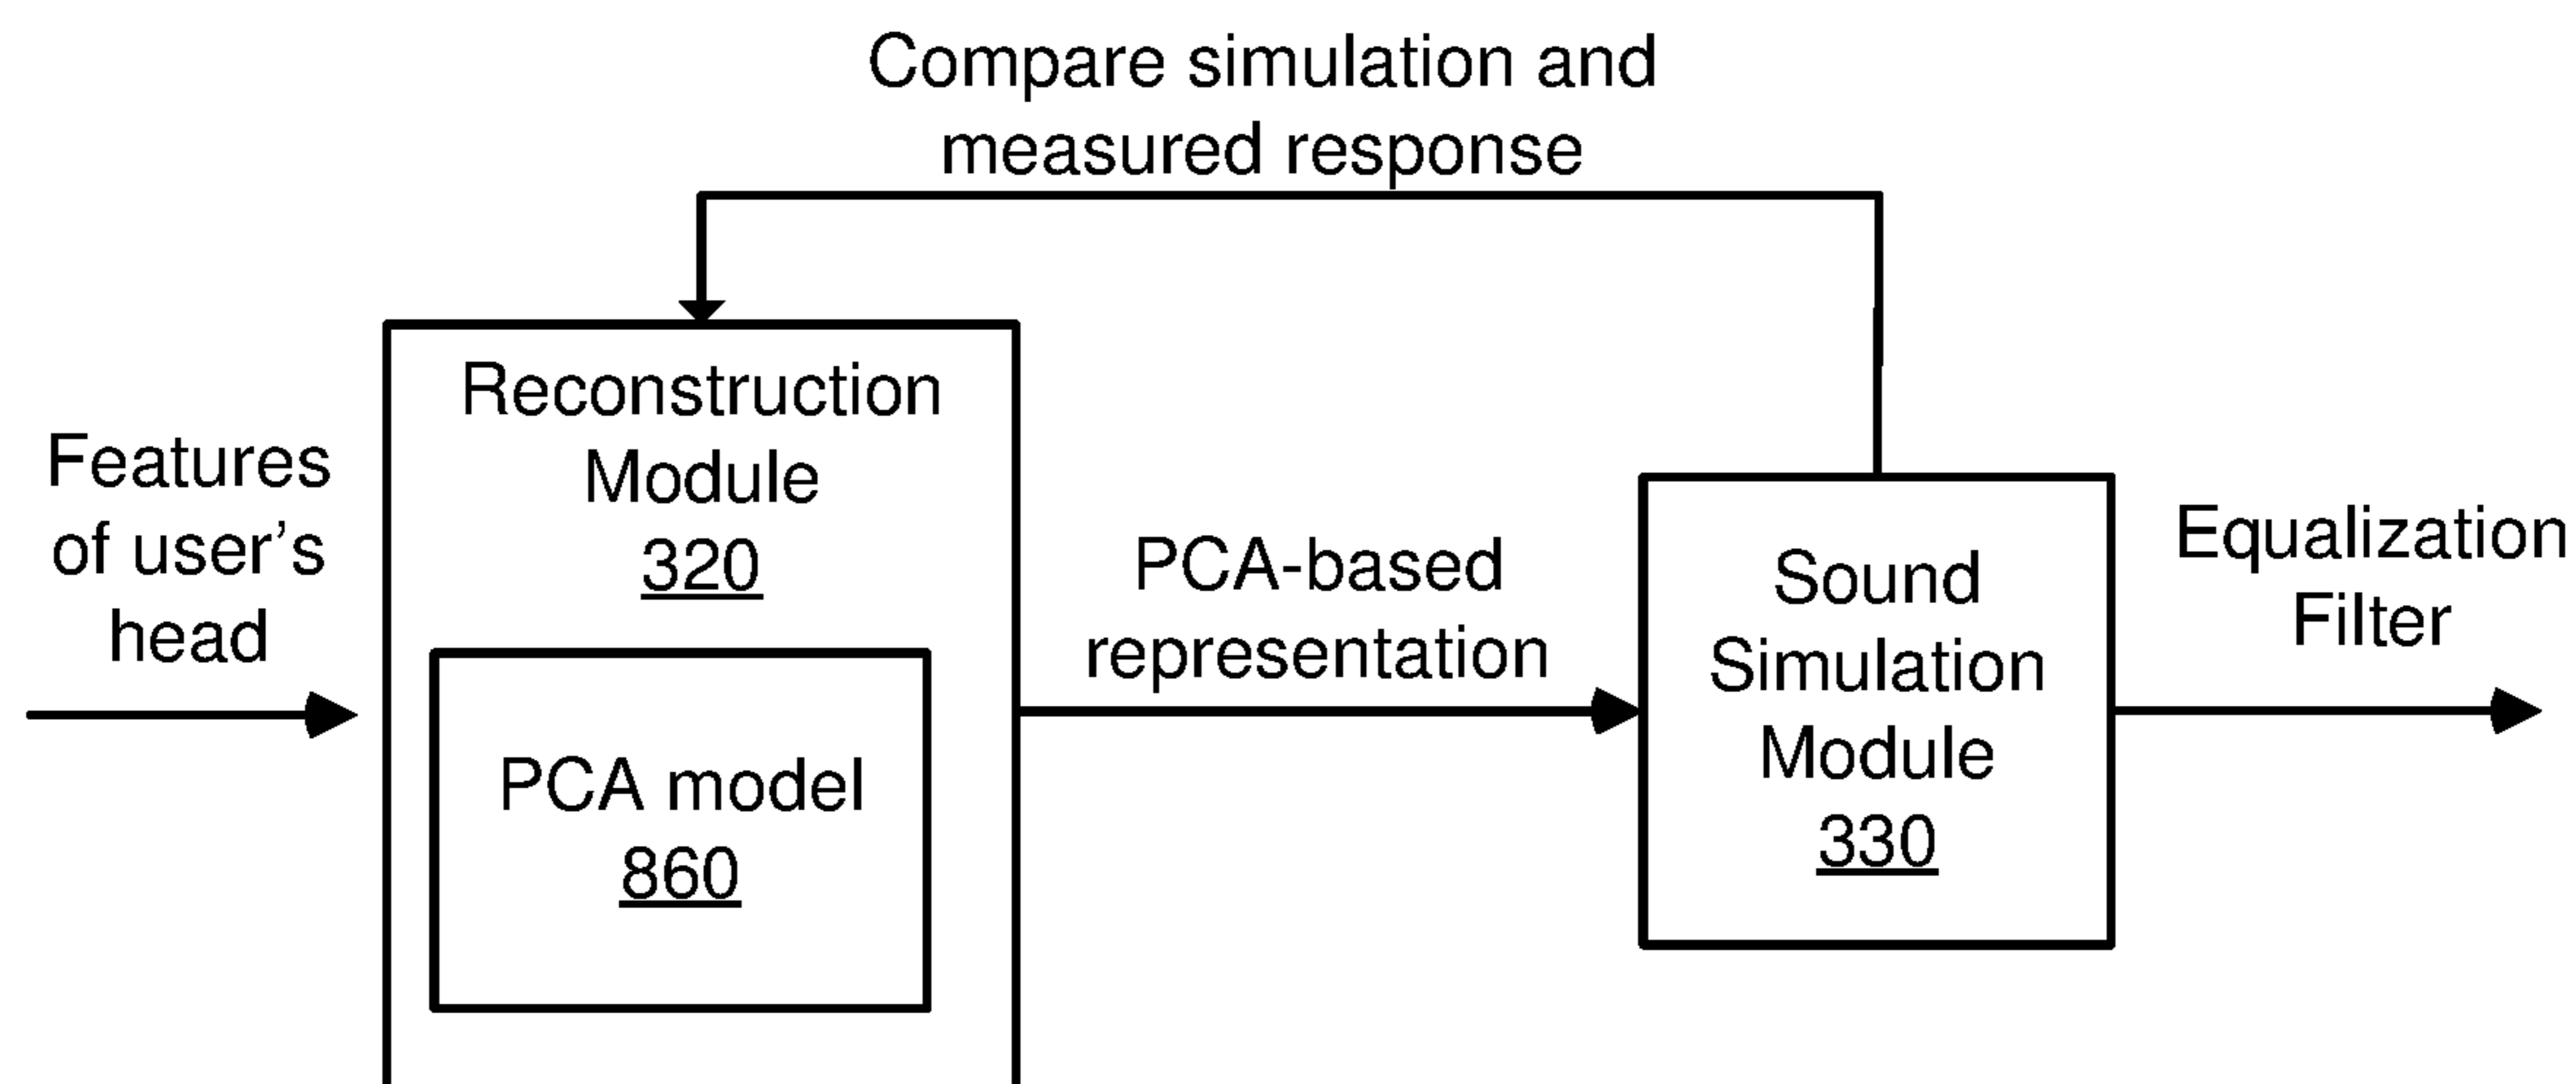 Compare simulation and
measured response
Features
of user’s
head
Reconstruction
Module
320
PCA model
860
PCA-based
representation
Sound
Simulation
Module
330
Equalization
Filter